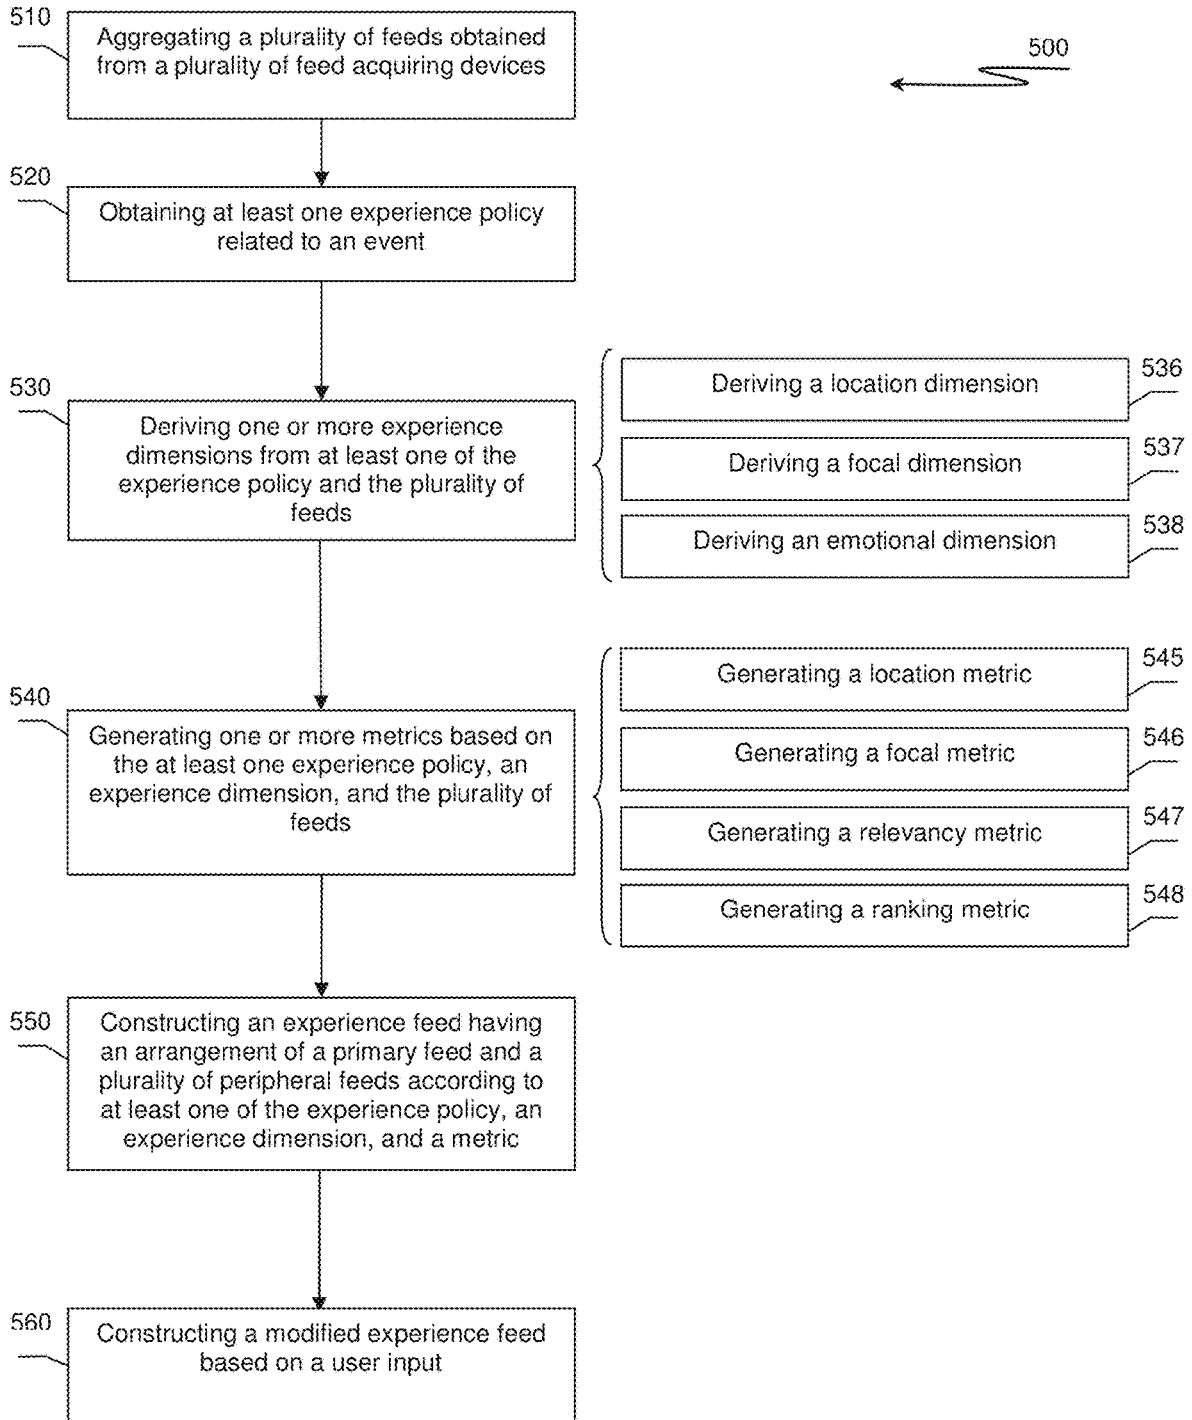 510
Aggregating a plurality of feeds obtained
from a plurality of feed acquiring devices
500
520
Obtaining at least one experience policy
related to an event
530
Deriving one or more experience
dimensions from at least one of the
experience policy and the plurality of
feeds
Deriving a location dimension
536
Deriving a focal dimension
537
Deriving an emotional dimension
538
540
Generating one or more metrics based on
the at least one experience policy, an
experience dimension, and the plurality of
feeds
Generating a location metric
545
Generating a focal metric
546
Generating a relevancy metric
547
Generating a ranking metric
548
550
Constructing an experience feed having
an arrangement of a primary feed and a
plurality of peripheral feeds according to
at least one of the experience policy, an
experience dimension, and a metric
560
Constructing a modified experience feed
based on a user input